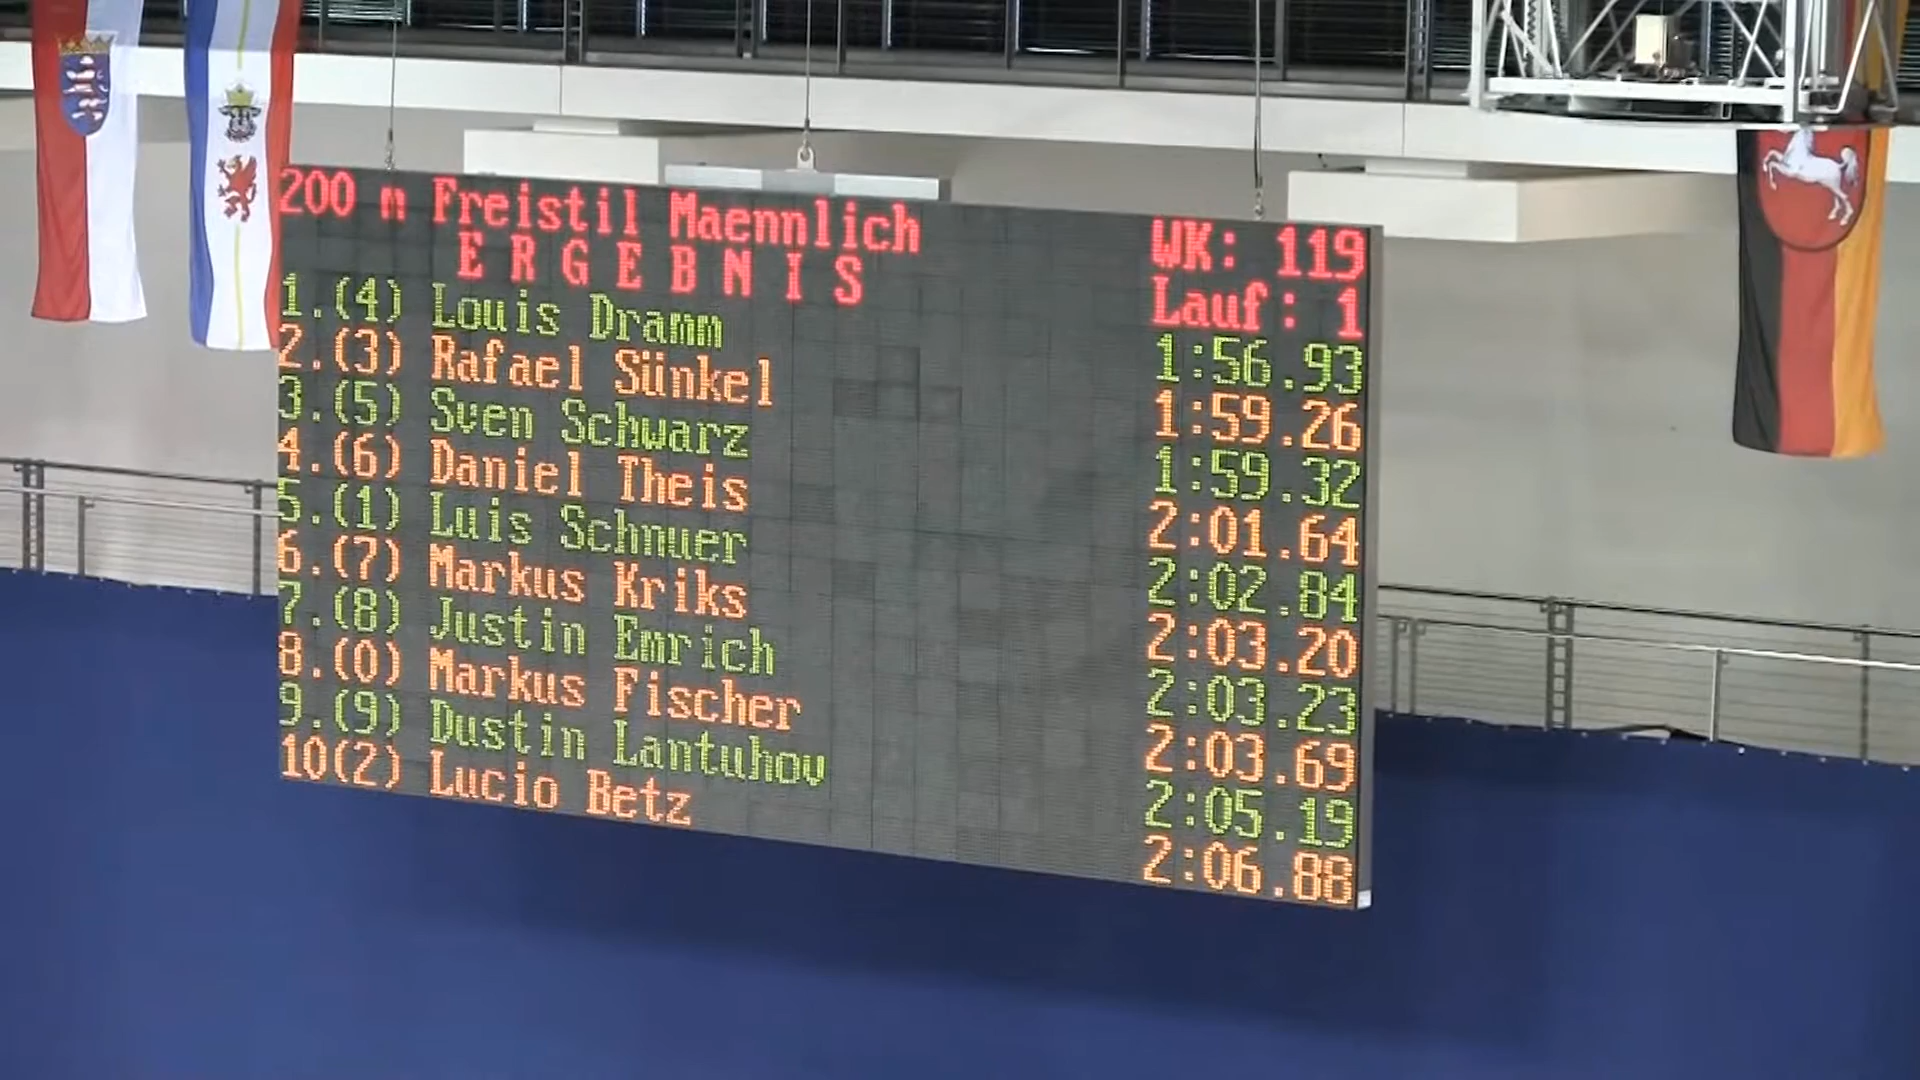 200 m Freistil Maennlich WK: 119
E R G E B N I S Lauf: 1
1.(4) Louis Dramm 1:56.93
2.(3) Rafael Sünkel 1:59.26
3.(5) Sven Schwarz 1:59.32
4.(6) Daniel Theis 2:01.64
5.(1) Luis Schnuer 2:02.84
6.(7) Markus Kriks 2:03.20
7.(8) Justin Emrich 2:03.23
8.(0) Markus Fischer 2:03.69
9.(9) Dustin Lantuhov 2:05.19
10(2) Lucio Betz 2:06.88